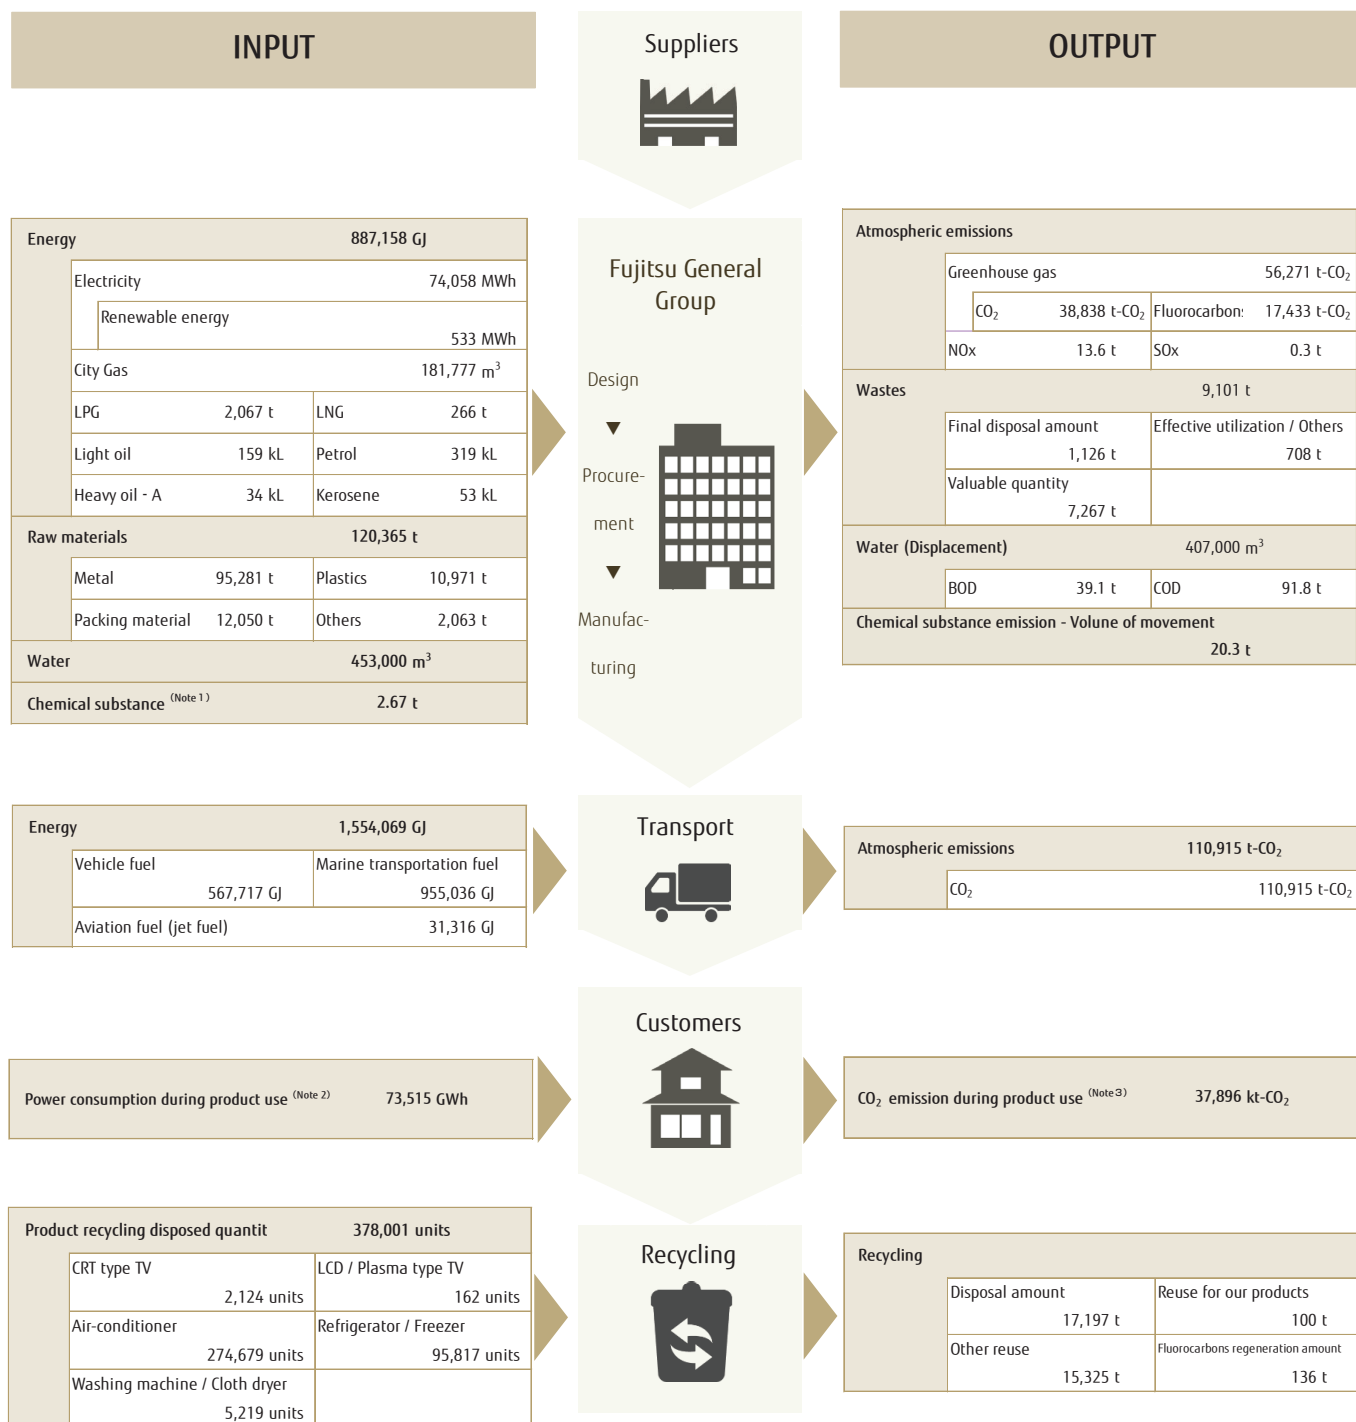 INPUT
Suppliers
OUTPUT
Energy 887,158 GJ
Electricity 74,058 MWh
Renewable energy
533 MWh
City Gas 181,777 m³
LPG 2,067 t LNG 266 t
Light oil 159 kL Petrol 319 kL
Heavy oil - A 34 kL Kerosene 53 kL
Raw materials 120,365 t
Metal 95,281 t Plastics 10,971 t
Packing material 12,050 t Others 2,063 t
Water 453,000 m³
Chemical substance (Note 1) 2.67 t
Fujitsu General
Group
Design
▼
Procure-
ment
▼
Manufac-
turing
Atmospheric emissions
Greenhouse gas 56,271 t-CO₂
CO₂ 38,838 t-CO₂ Fluorocarbons 17,433 t-CO₂
NOx 13.6 t SOx 0.3 t
Wastes 9,101 t
Final disposal amount Effective utilization / Others
1,126 t 708 t
Valuable quantity
7,267 t
Water (Displacement) 407,000 m³
BOD 39.1 t COD 91.8 t
Chemical substance emission - Volune of movement
20.3 t
Energy 1,554,069 GJ
Vehicle fuel Marine transportation fuel
567,717 GJ 955,036 GJ
Aviation fuel (jet fuel) 31,316 GJ
Transport
Atmospheric emissions 110,915 t-CO₂
CO₂ 110,915 t-CO₂
Customers
Power consumption during product use (Note 2) 73,515 GWh
CO₂ emission during product use (Note3) 37,896 kt-CO₂
Product recycling disposed quantit 378,001 units
CRT type TV LCD / Plasma type TV
2,124 units 162 units
Air-conditioner Refrigerator / Freezer
274,679 units 95,817 units
Washing machine / Cloth dryer
5,219 units
Recycling
Recycling
Disposal amount Reuse for our products
17,197 t 100 t
Other reuse Fluorocarbons regeneration amount
15,325 t 136 t